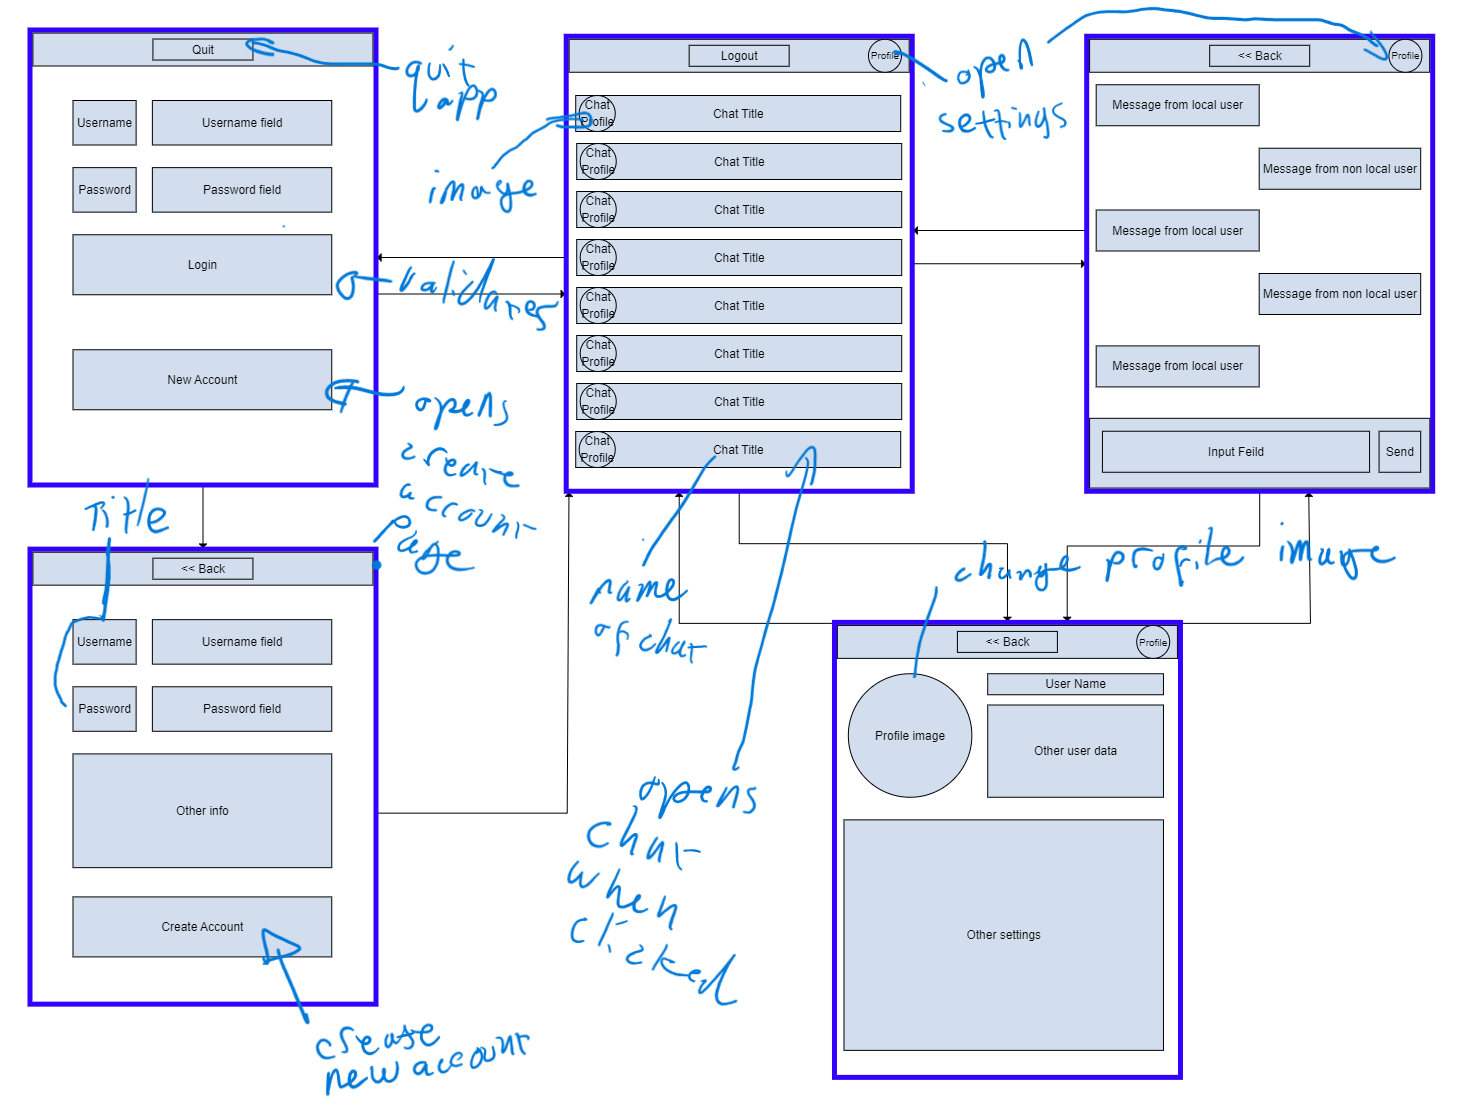 Quit
quit
app
Username
Username field
Password
Password field
Login
validates
New Account
opens
create
account
page
Title
<< Back
Username
Username field
Password
Password field
Other info
Create Account
create
new account
Logout
Profile
open
settings
image
Chat
Profile
Chat Title
Chat
Profile
Chat Title
Chat
Profile
Chat Title
Chat
Profile
Chat Title
Chat
Profile
Chat Title
Chat
Profile
Chat Title
Chat
Profile
Chat Title
Chat
Profile
Chat Title
name
of chat
opens
chat
when
clicked
<< Back
Profile
Message from local user
Message from non local user
Message from local user
Message from non local user
Message from local user
Input Feild
Send
change profile image
<< Back
Profile
Profile image
User Name
Other user data
Other settings